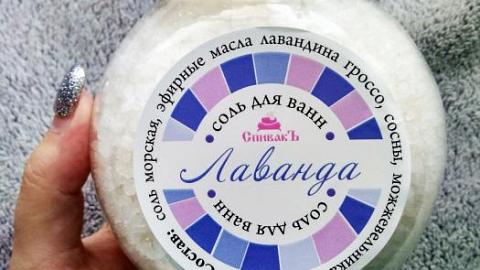 Состав: соль морская, эфирные масла лавандина гроссо, сосны, можжевельника
СОЛЬ ДЛЯ ВАНН
СпивакЪ
Лаванда
СОЛЬ ДЛЯ ВАНН